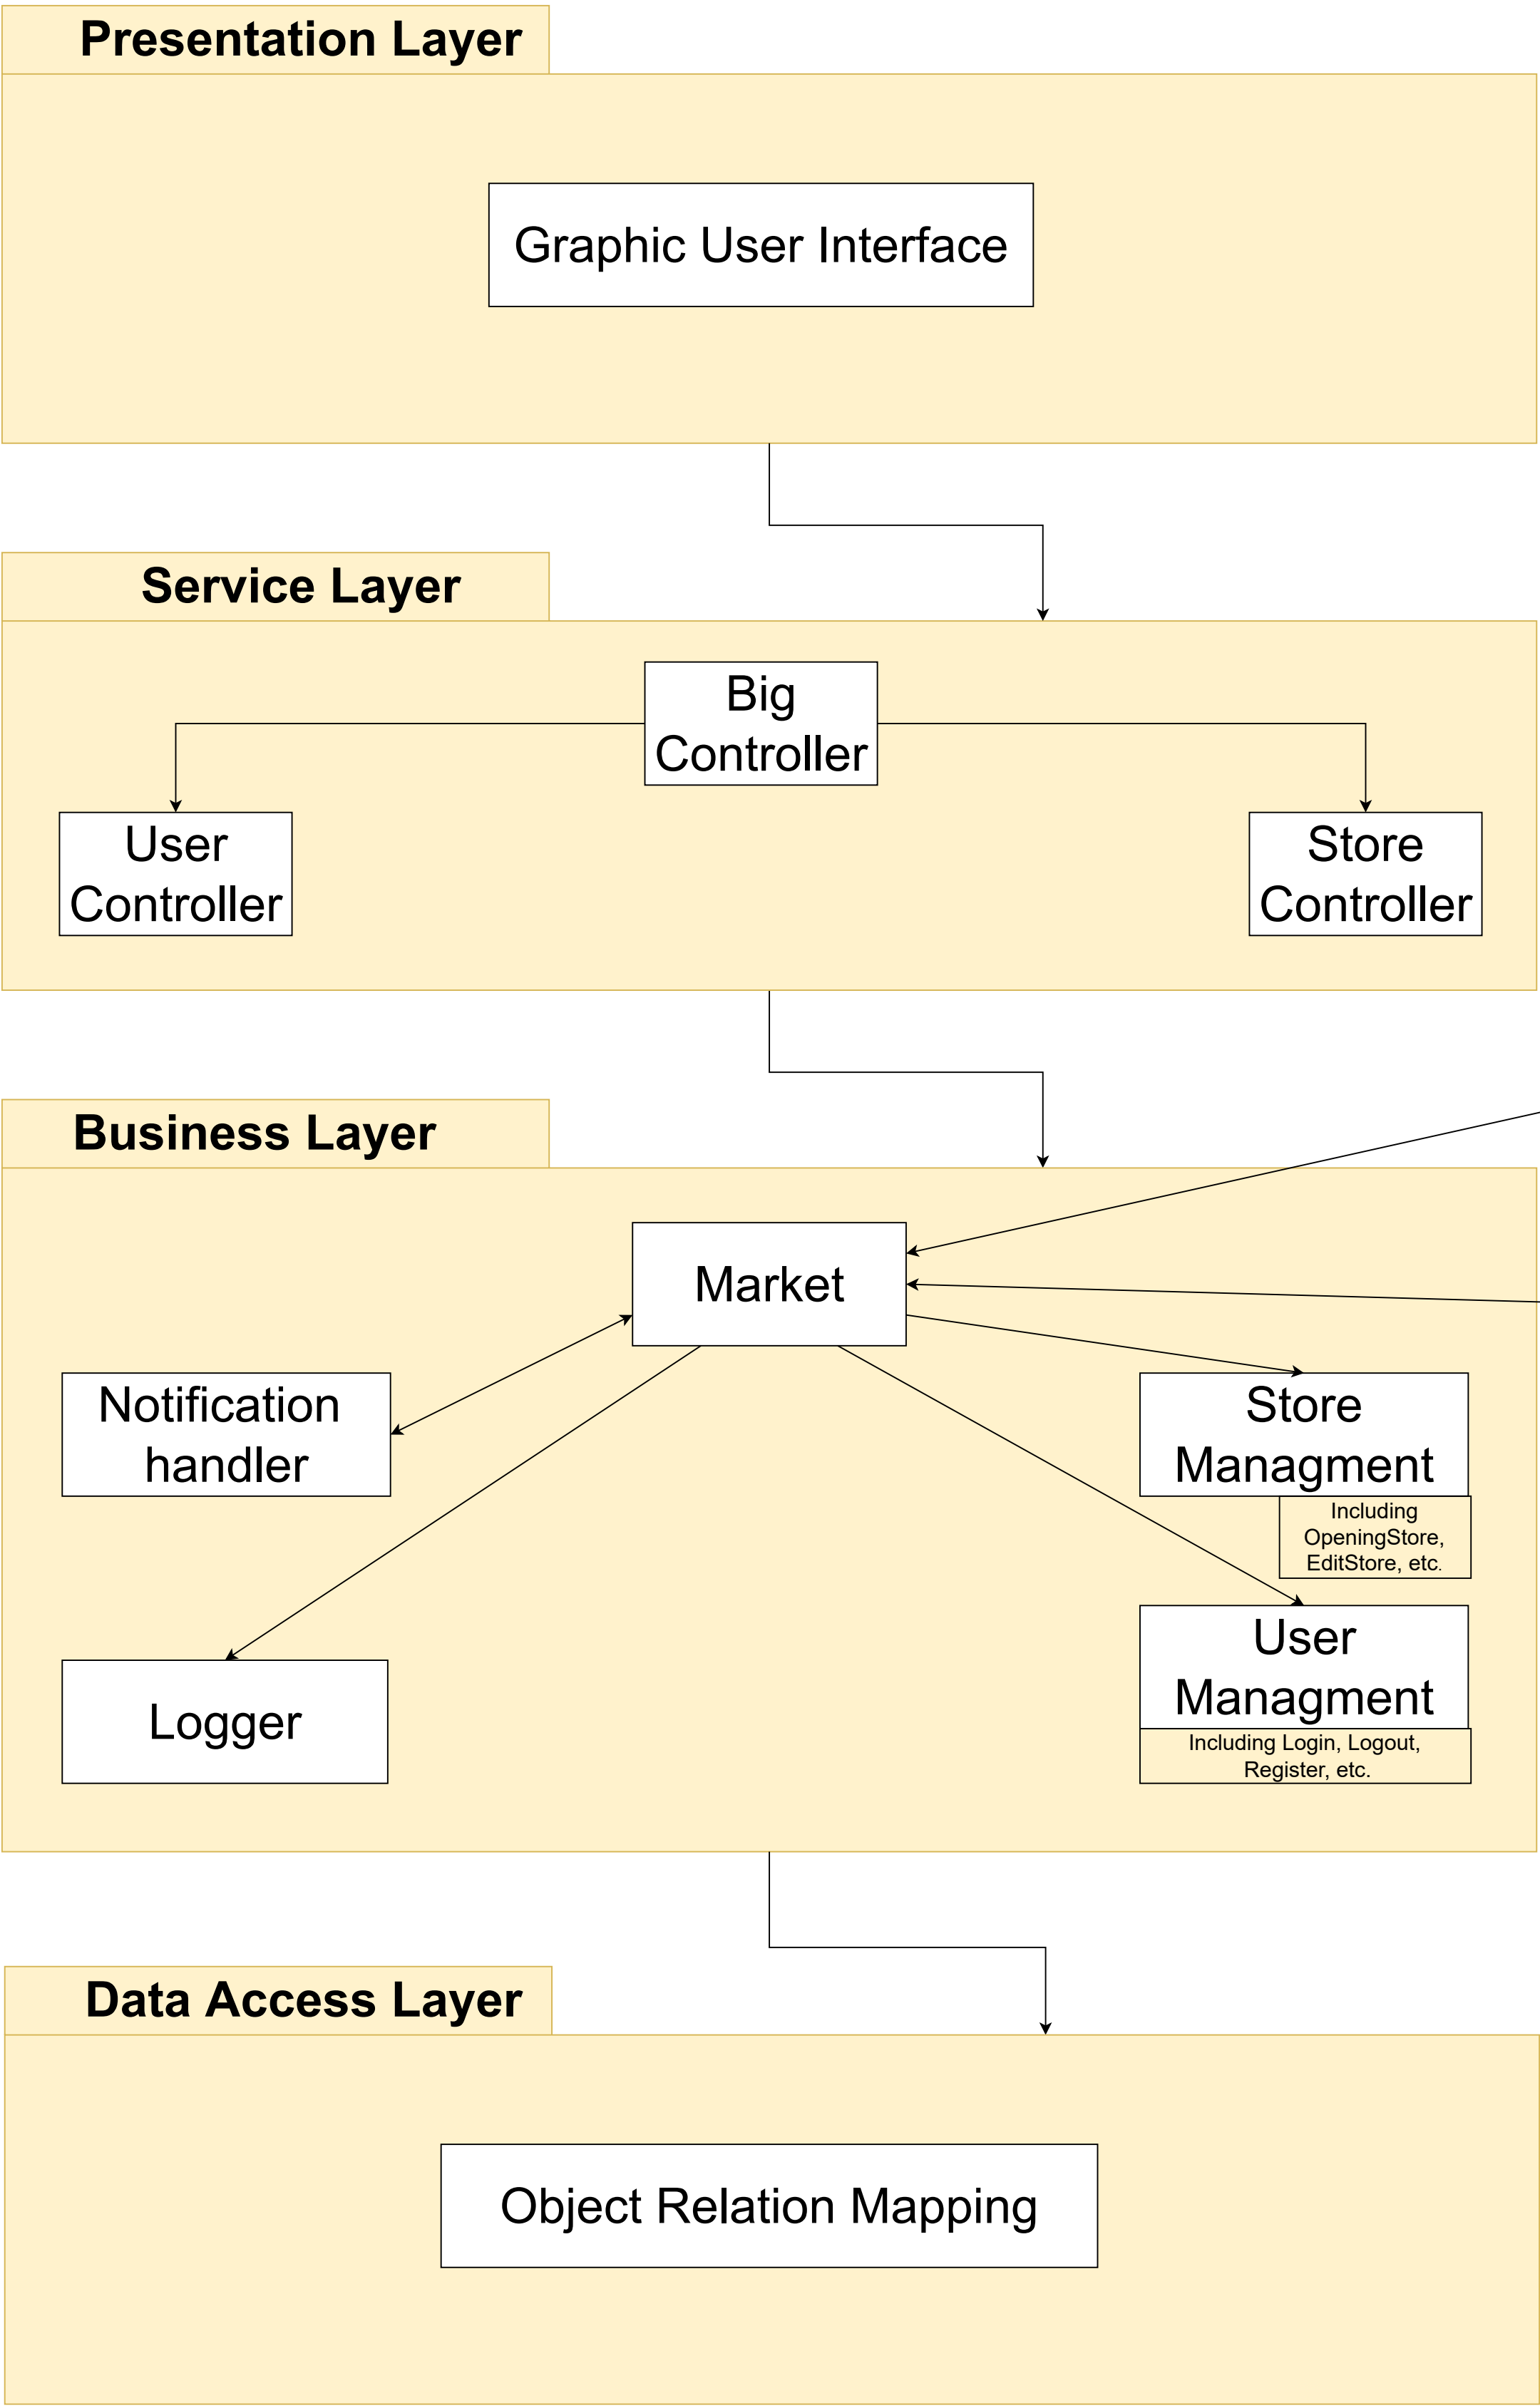 Presentation Layer
Graphic User Interface
Service Layer
Big
Controller
User
Controller
Store
Controller
Business Layer
Market
Notification
handler
Store
Managment
Including
OpeningStore,
EditStore, etc.
User
Managment
Including Login, Logout,
Register, etc.
Logger
Data Access Layer
Object Relation Mapping